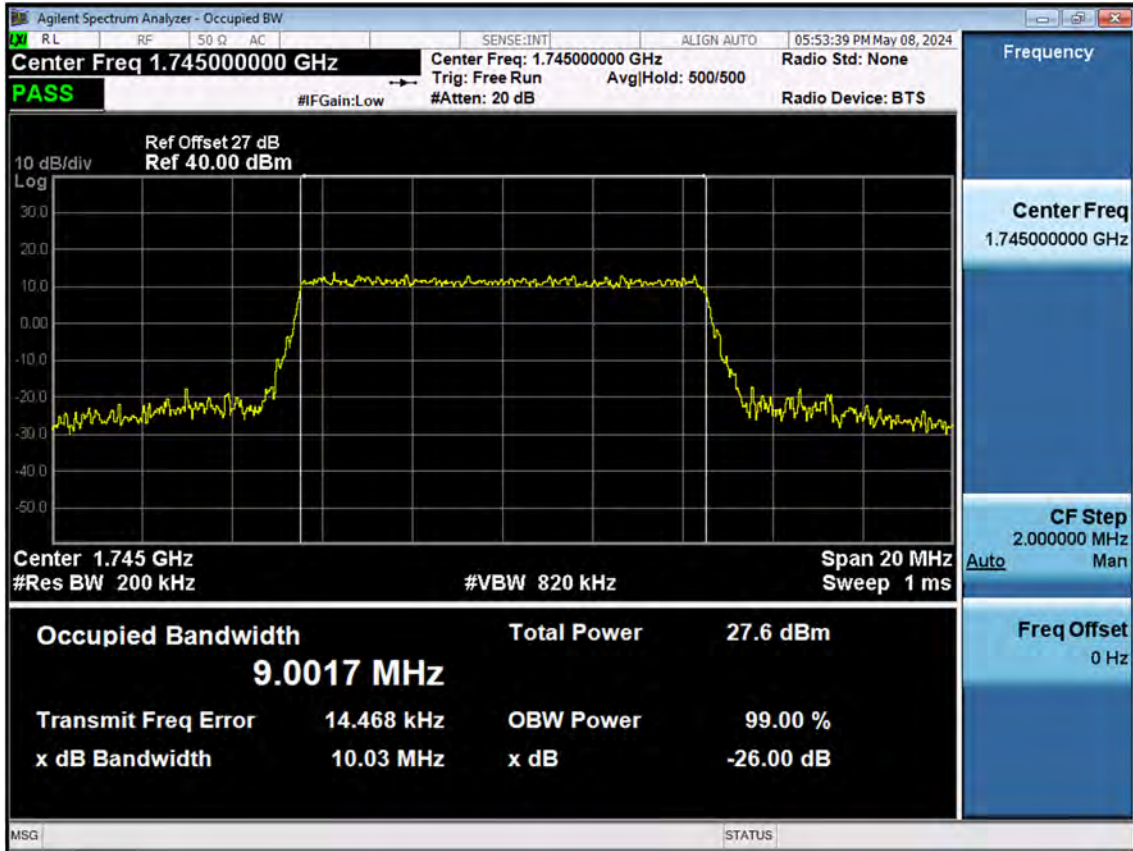 Agilent Spectrum Analyzer - Occupied BW
LXI RL RF 50 Ω AC SENSE:INT ALIGN AUTO 05:53:39 PM May 08, 2024
Center Freq 1.745000000 GHz
Center Freq: 1.745000000 GHz Radio Std: None
Trig: Free Run Avg|Hold: 500/500
PASS #IFGain:Low #Atten: 20 dB Radio Device: BTS
Frequency
Ref Offset 27 dB
10 dB/div Ref 40.00 dBm
Log
30.0
20.0
10.0
0.00
-10.0
-20.0
-30.0
-40.0
-50.0
Center 1.745 GHz Span 20 MHz
#Res BW 200 kHz #VBW 820 kHz Sweep 1 ms
Center Freq
1.745000000 GHz
CF Step
2.000000 MHz
Auto Man
Freq Offset
0 Hz
Occupied Bandwidth Total Power 27.6 dBm
9.0017 MHz
Transmit Freq Error 14.468 kHz OBW Power 99.00 %
x dB Bandwidth 10.03 MHz x dB -26.00 dB
MSG STATUS